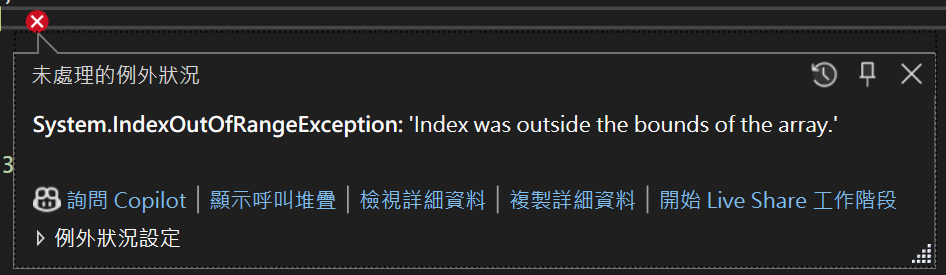 未處理的例外狀況
System.IndexOutOfRangeException: 'Index was outside the bounds of the array.'
3
詢問 Copilot | 顯示呼叫堆疊 | 檢視詳細資料 | 複製詳細資料 | 開始 Live Share 工作階段
例外狀況設定